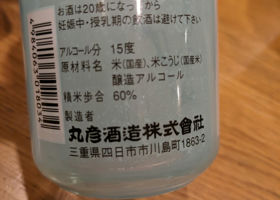 お酒は20歳になってから
妊娠中・授乳期の飲酒は避けて下さい
アルコール分 15度
原材料名 米(国産)、米こうじ(国産米)
醸造アルコール
精米歩合 60%
製造者
丸彦酒造株式會社
三重県四日市市川島町1863-2
4984063018034